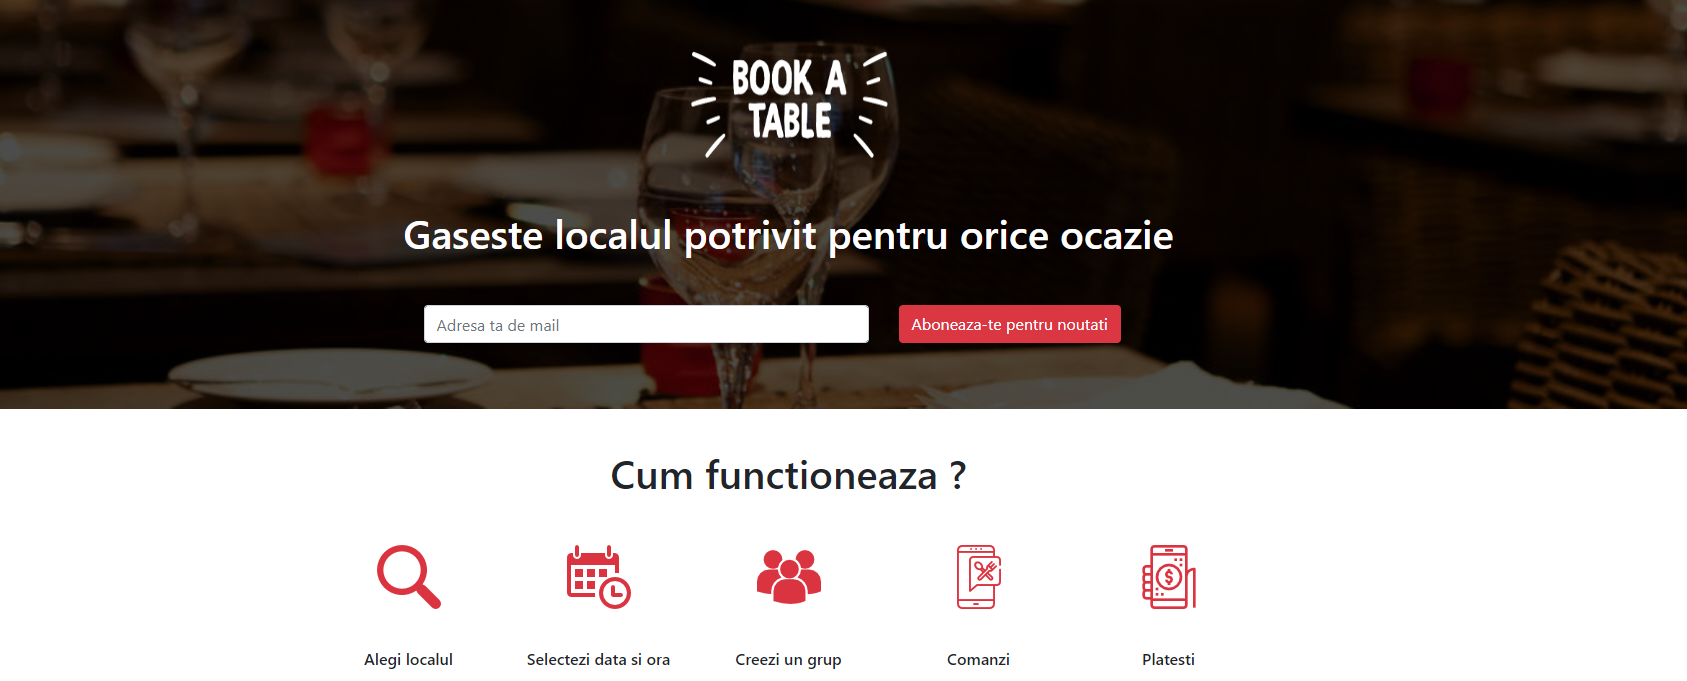 BOOK A
TABLE
Gaseste localul potrivit pentru orice ocazie
Adresa ta de mail
Aboneaza-te pentru noutati
Cum functioneaza ?
Alegi localul
Selectezi data si ora
Creezi un grup
Comanzi
Platesti